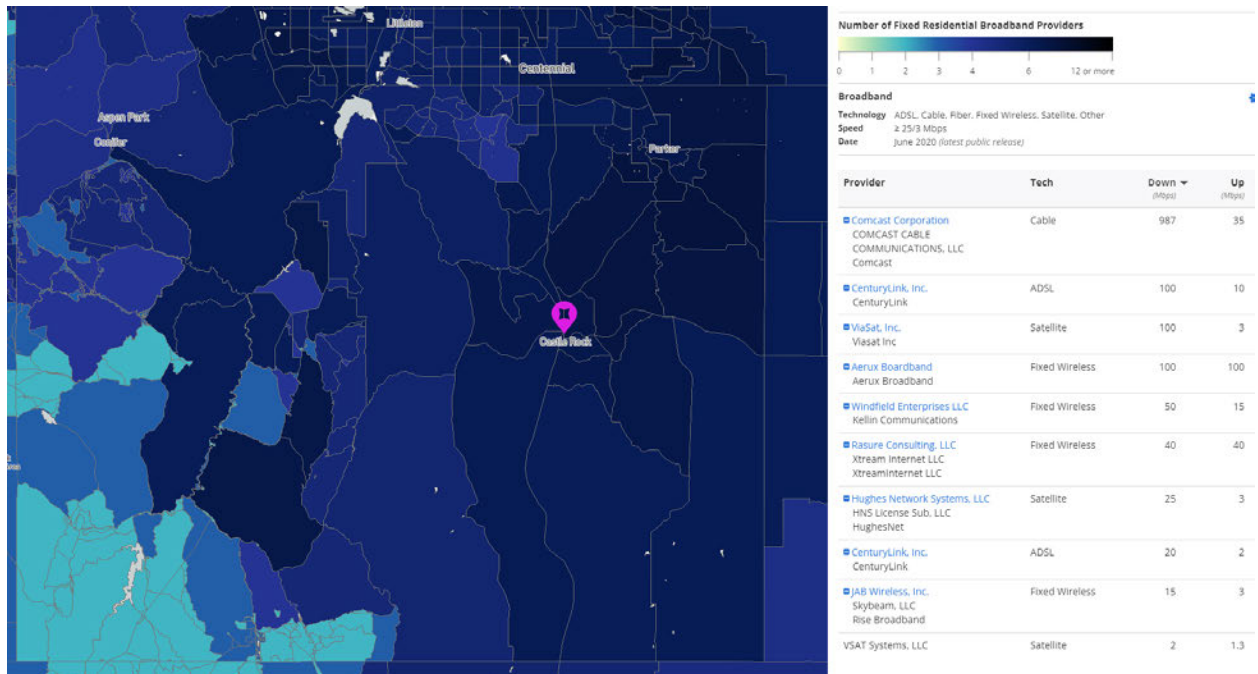 Littleton
Centennial
Aspen Park
Conifer
Parker
Castle Rock
Number of Fixed Residential Broadband Providers
0 1 2 3 4 6 12 or more
Broadband
Technology ADSL, Cable, Fiber, Fixed Wireless, Satellite, Other
Speed ≥ 25/3 Mbps
Date June 2020 (latest public release)
Provider Tech Down Up
(Mbps) (Mbps)
Comcast Corporation Cable 987 35
COMCAST CABLE
COMMUNICATIONS, LLC
Comcast
CenturyLink, Inc. ADSL 100 10
CenturyLink
ViaSat, Inc. Satellite 100 3
Viasat Inc
Aerux Boardband Fixed Wireless 100 100
Aerux Broadband
Windfield Enterprises LLC Fixed Wireless 50 15
Kellin Communications
Rasure Consulting, LLC Fixed Wireless 40 40
Xtream Internet LLC
XtreamInternet LLC
Hughes Network Systems, LLC Satellite 25 3
HNS License Sub, LLC
HughesNet
CenturyLink, Inc. ADSL 20 2
CenturyLink
JAB Wireless, Inc. Fixed Wireless 15 3
Skybeam, LLC
Rise Broadband
VSAT Systems, LLC Satellite 2 1.3